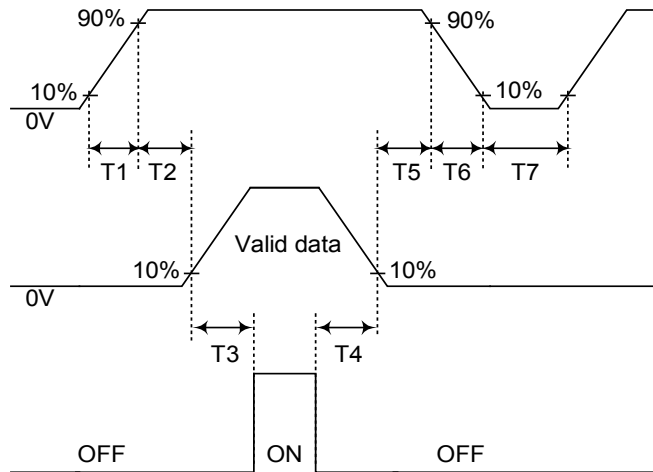 90%
90%
10%
10%
0V
T1
T2
T5
T6
T7
Valid data
10%
10%
0V
T3
T4
OFF
ON
OFF